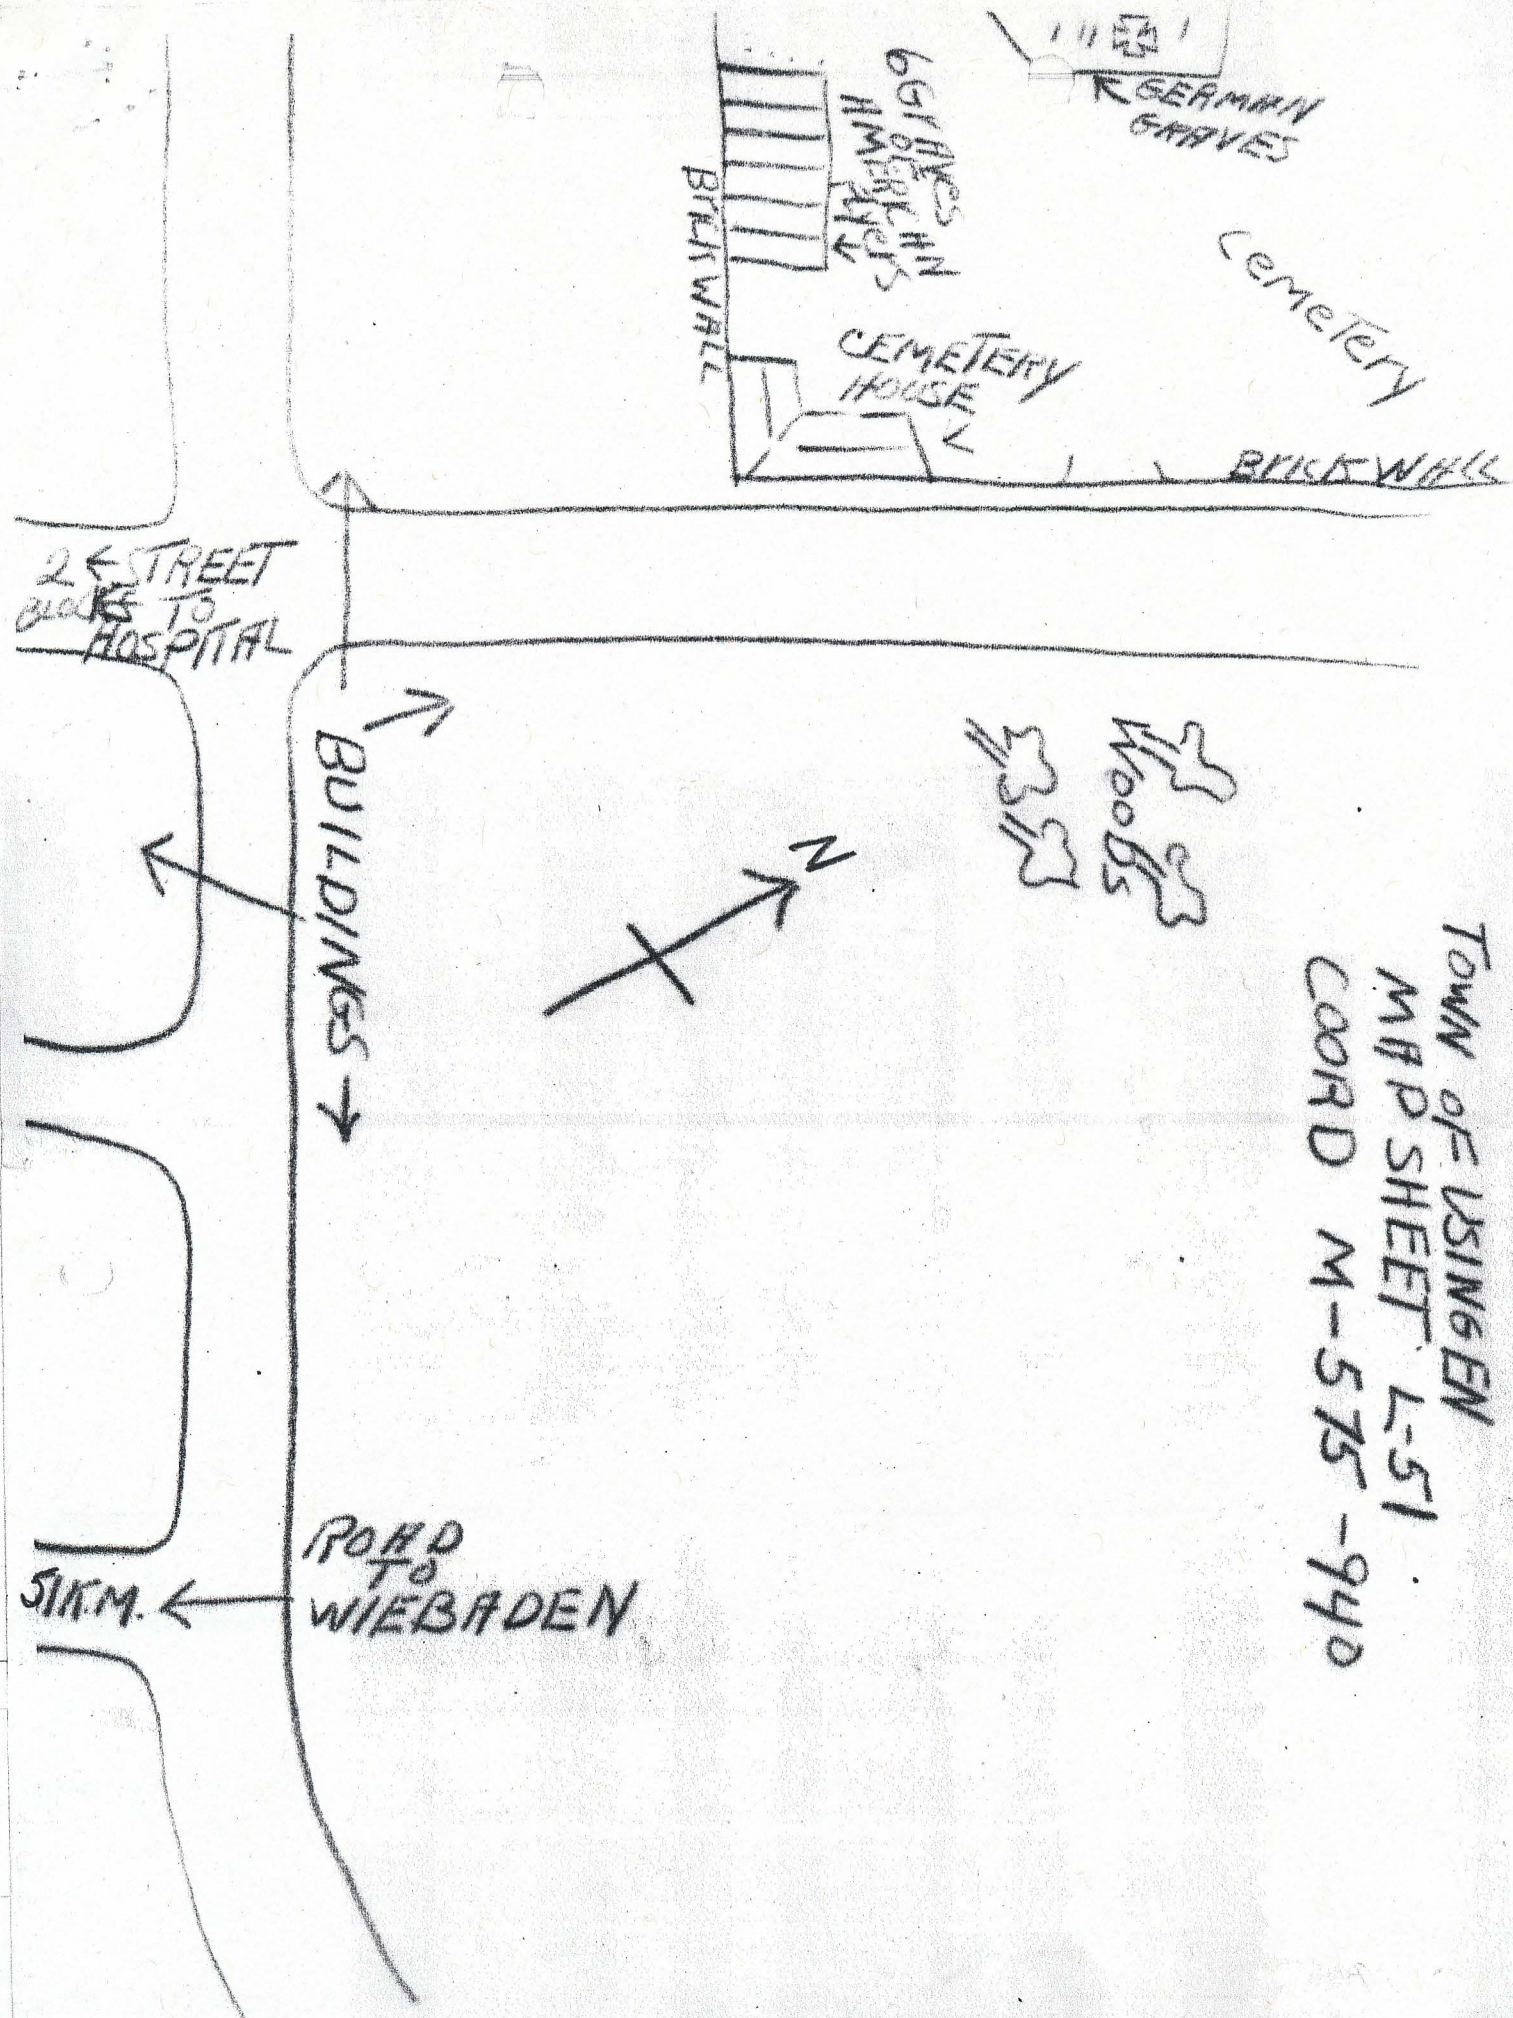 GERMAN
GRAVES
6 GrAVES
OF
AMERICAN
FLYERS
BrICK WALL
CEMETERY
HOUSE
CemeTery
BrICK WALL
2 STREET
BLOCKS TO
HOSPITAL
BUILDINGS
WOODS
N
TOWN OF USINGEN
MAP SHEET L-51
COORD M-575-940
ROAD
TO
WIEBADEN
51 K.M.